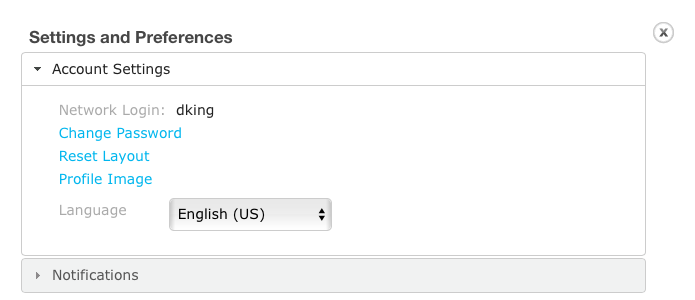 Settings and Preferences
x
Account Settings
Network Login: dking
Change Password
Reset Layout
Profile Image
Language English (US)
Notifications